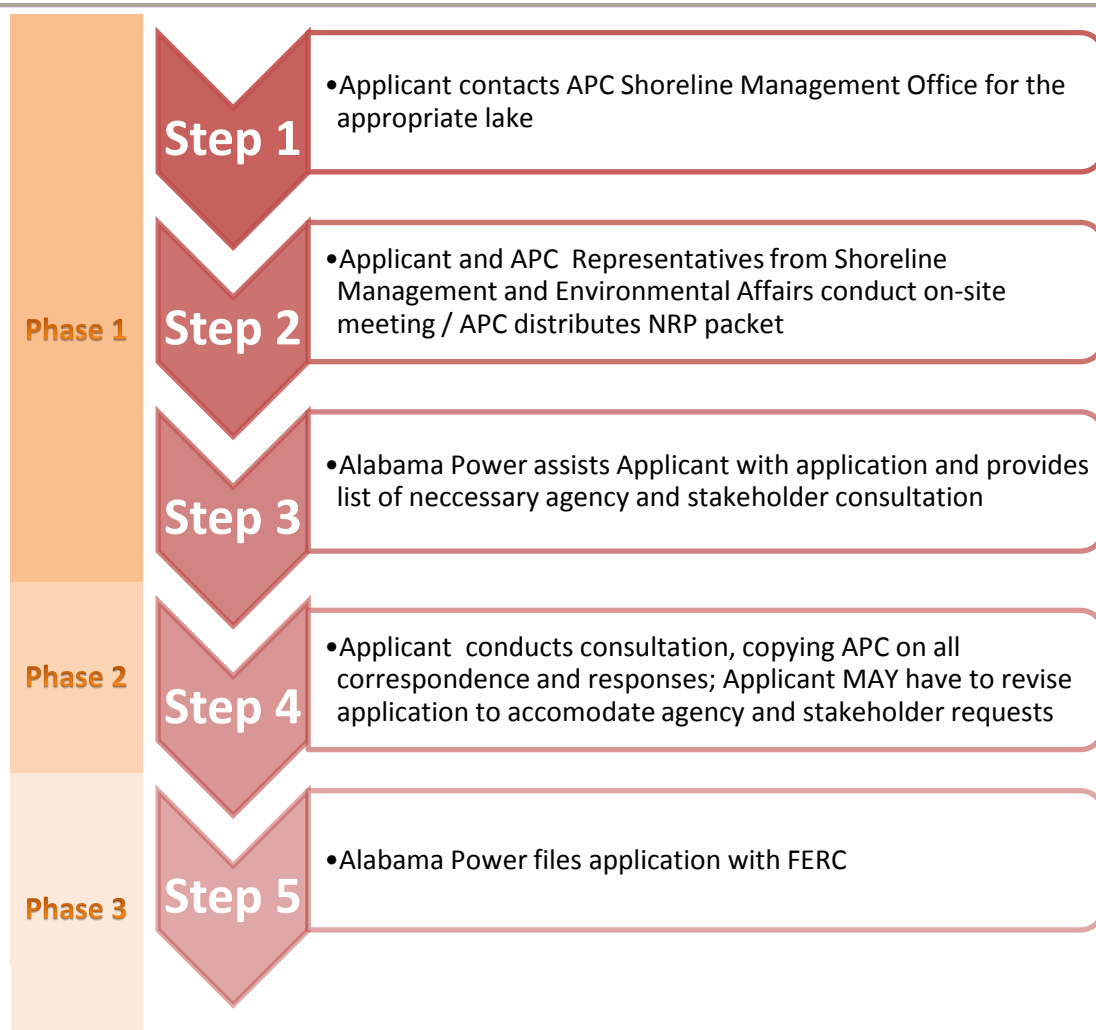 Phase 1
Step 1
•Applicant contacts APC Shoreline Management Office for the
appropriate lake
Step 2
•Applicant and APC Representatives from Shoreline
Management and Environmental Affairs conduct on-site
meeting / APC distributes NRP packet
Step 3
•Alabama Power assists Applicant with application and provides
list of neccessary agency and stakeholder consultation
Phase 2
Step 4
•Applicant conducts consultation, copying APC on all
correspondence and responses; Applicant MAY have to revise
application to accomodate agency and stakeholder requests
Phase 3
Step 5
•Alabama Power files application with FERC